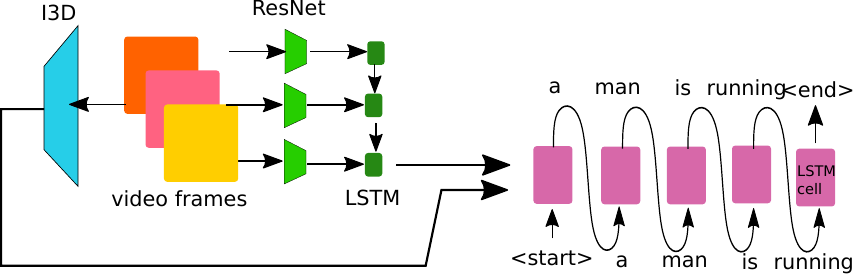 I3D
ResNet
video frames
LSTM
a man is running <end>
LSTM
cell
<start> a man is running